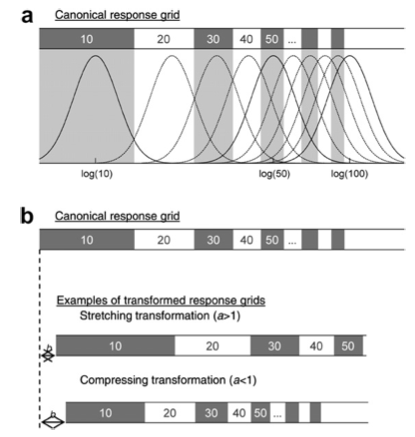 a Canonical response grid
10 20 30 40 50 ...
log(10) log(50) log(100)
b Canonical response grid
10 20 30 40 50 ...
Examples of transformed response grids
Stretching transformation (a>1)
b
10 20 30 40 50
Compressing transformation (a<1)
b
10 20 30 40 50 ...